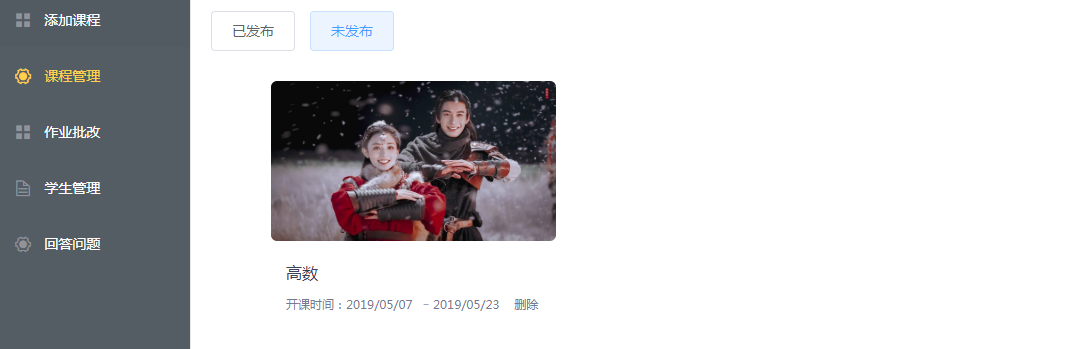 添加课程
课程管理
作业批改
学生管理
回答问题
已发布
未发布
高数
开课时间：2019/05/07 - 2019/05/23 删除